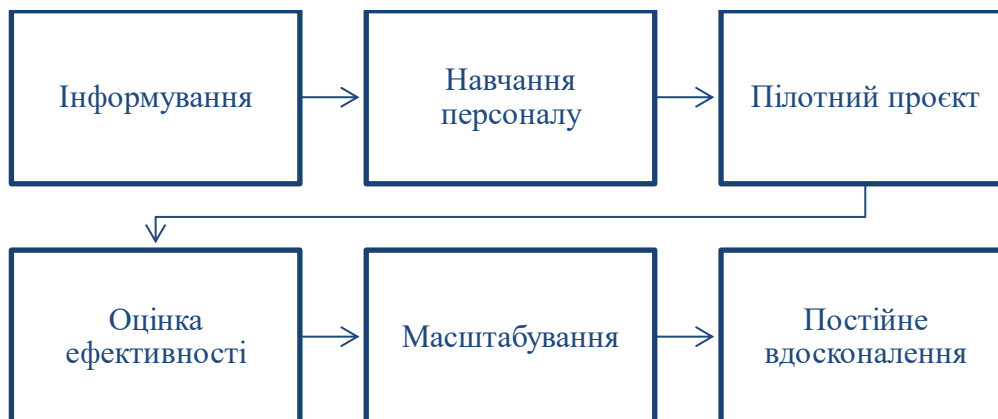 Інформування
Навчання
персоналу
Пілотний проєкт
Оцінка
ефективності
Масштабування
Постійне
вдосконалення